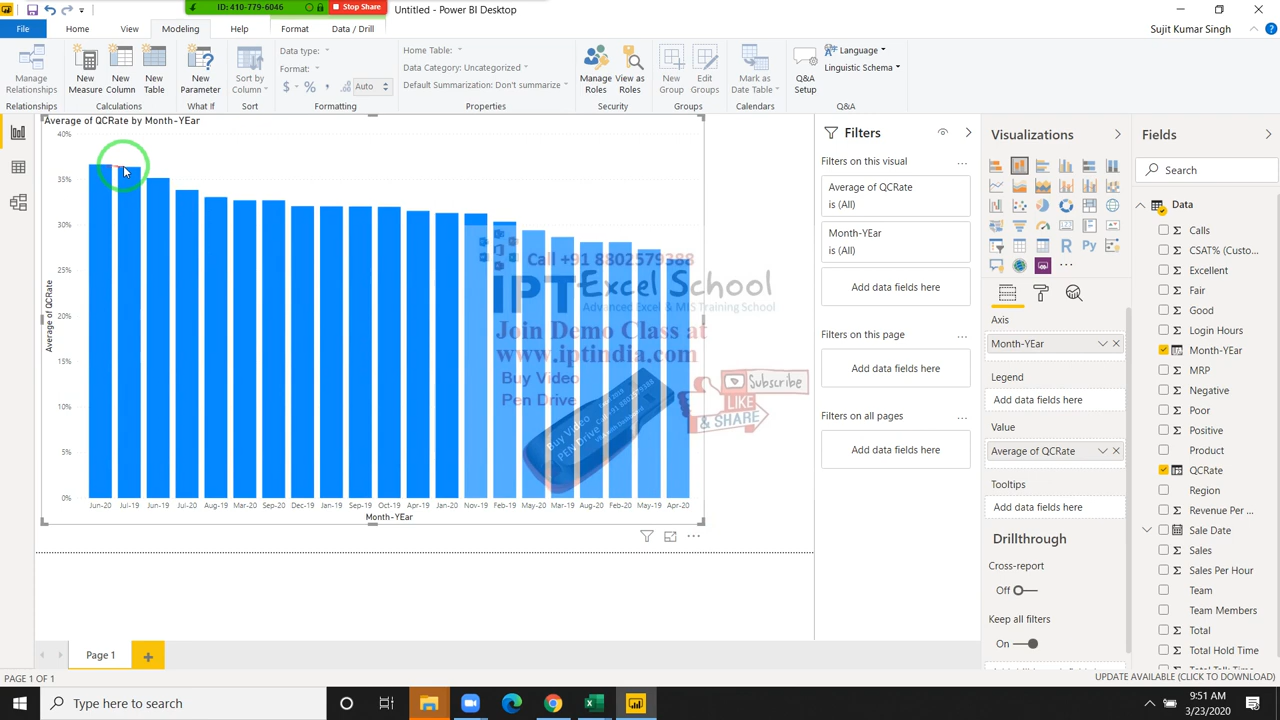 ID: 410-779-6046
Stop Share
Untitled - Power BI Desktop
File
Home
View
Modeling
Help
Format
Data / Drill
Sujit Kumar Singh
Manage Relationships
New Measure
New Column
New Table
New Parameter
Sort by Column
Data type:
Format:
$ % , Auto
Home Table:
Data Category: Uncategorized
Default Summarization: Don't summarize
Manage Roles
View as Roles
New Group
Edit Groups
Mark as Date Table
Q&A Setup
Language
Linguistic Schema
Relationships
Calculations
What If
Sort
Formatting
Properties
Security
Groups
Calendars
Q&A
Average of QCRate by Month-YEar
40%
35%
30%
25%
20%
15%
10%
5%
0%
Average of QCRate
Jun-20 Jul-19 Jun-19 Jul-20 Aug-19 Mar-20 Sep-20 Dec-19 Jan-19 Sep-19 Oct-19 Apr-19 Jan-20 Nov-19 Feb-19 May-20 Mar-19 Aug-20 Feb-20 May-19 Apr-20
Month-YEar
Call +91 8802579388
iPT Excel School
Advanced Excel & MIS Training School
Join Demo Class at
www.iptindia.com
Buy Video
Pen Drive
Subscribe
LIKE
& SHARE
Filters
Filters on this visual
Average of QCRate
is (All)
Month-YEar
is (All)
Add data fields here
Filters on this page
Add data fields here
Filters on all pages
Add data fields here
Visualizations
R
Py
Axis
Month-YEar
Legend
Add data fields here
Value
Average of QCRate
Tooltips
Add data fields here
Drillthrough
Cross-report
Off
Keep all filters
On
Fields
Search
Data
Calls
CSAT% (Custo...
Excellent
Fair
Good
Login Hours
Month-YEar
MRP
Negative
Poor
Positive
Product
QCRate
Region
Revenue Per ...
Sale Date
Sales
Sales Per Hour
Team
Team Members
Total
Total Hold Time
Page 1
PAGE 1 OF 1
UPDATE AVAILABLE (CLICK TO DOWNLOAD)
Type here to search
9:51 AM
3/23/2020